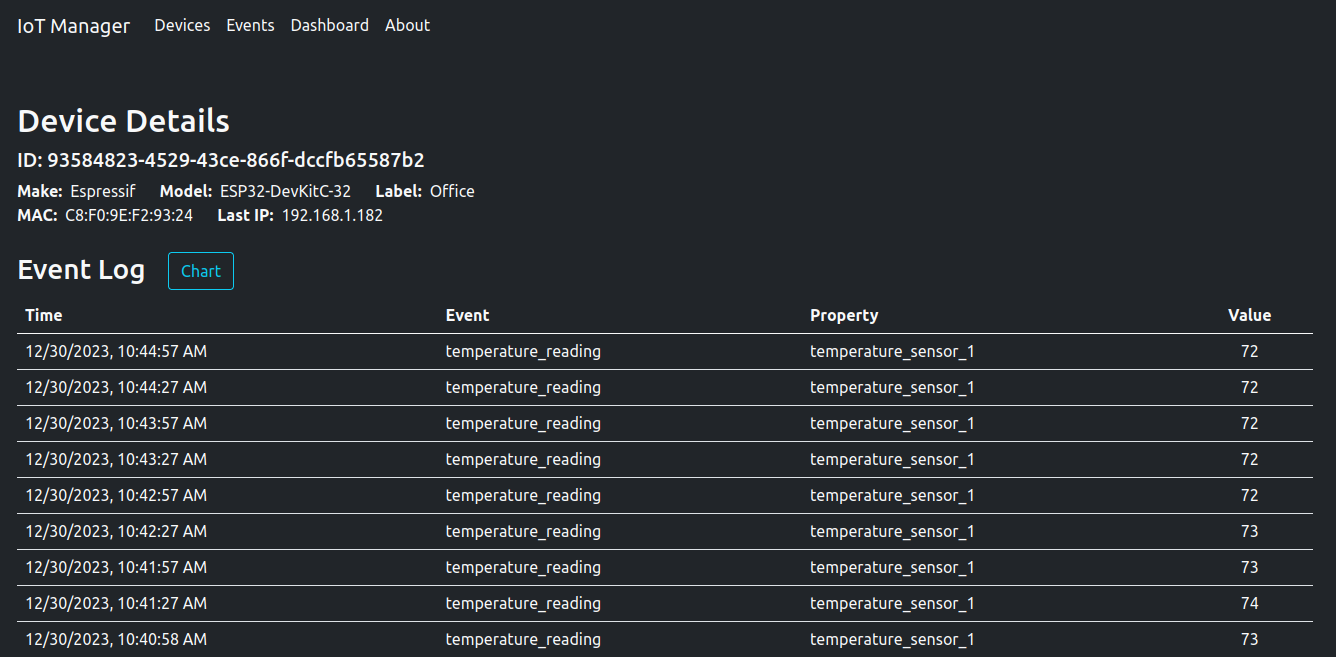 IoT Manager Devices Events Dashboard About
Device Details
ID: 93584823-4529-43ce-866f-dccfb65587b2
Make: Espressif Model: ESP32-DevKitC-32 Label: Office
MAC: C8:F0:9E:F2:93:24 Last IP: 192.168.1.182
Event Log Chart
Time Event Property Value
12/30/2023, 10:44:57 AM temperature_reading temperature_sensor_1 72
12/30/2023, 10:44:27 AM temperature_reading temperature_sensor_1 72
12/30/2023, 10:43:57 AM temperature_reading temperature_sensor_1 72
12/30/2023, 10:43:27 AM temperature_reading temperature_sensor_1 72
12/30/2023, 10:42:57 AM temperature_reading temperature_sensor_1 72
12/30/2023, 10:42:27 AM temperature_reading temperature_sensor_1 73
12/30/2023, 10:41:57 AM temperature_reading temperature_sensor_1 73
12/30/2023, 10:41:27 AM temperature_reading temperature_sensor_1 74
12/30/2023, 10:40:58 AM temperature_reading temperature_sensor_1 73